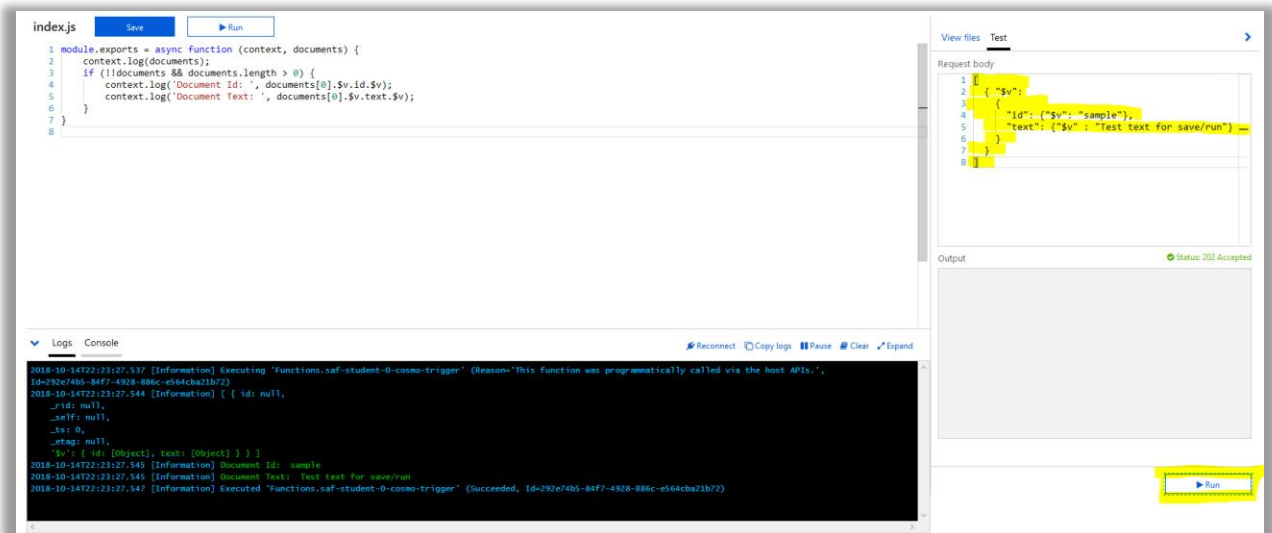 index.js Save Run
1 module.exports = async function (context, documents) {
2 context.log(documents);
3 if (!!documents && documents.length > 0) {
4 context.log('Document Id: ', documents[0].$v.id.$v);
5 context.log('Document Text: ', documents[0].$v.text.$v);
6 }
7 }
8
View files Test
Request body
1 [
2 { "$v":
3 {
4 "id": {"$v": "sample"},
5 "text": {"$v" : "Test text for save/run"}
6 }
7 }
8 ]
Output Status: 202 Accepted
Run
Logs Console Reconnect Copy logs Pause Clear Expand
2018-10-14T22:23:27.537 [Information] Executing 'Functions.saf-student-0-cosmo-trigger' (Reason='This function was programmatically called via the host APIs.',
Id=292e74b5-84f7-4928-886c-e564cba21b72)
2018-10-14T22:23:27.544 [Information] [ { id: null,
_rid: null,
_self: null,
_ts: 0,
_etag: null,
'$v': { id: [Object], text: [Object] } } ]
2018-10-14T22:23:27.545 [Information] Document Id:  sample
2018-10-14T22:23:27.545 [Information] Document Text:  Test text for save/run
2018-10-14T22:23:27.547 [Information] Executed 'Functions.saf-student-0-cosmo-trigger' (Succeeded, Id=292e74b5-84f7-4928-886c-e564cba21b72)